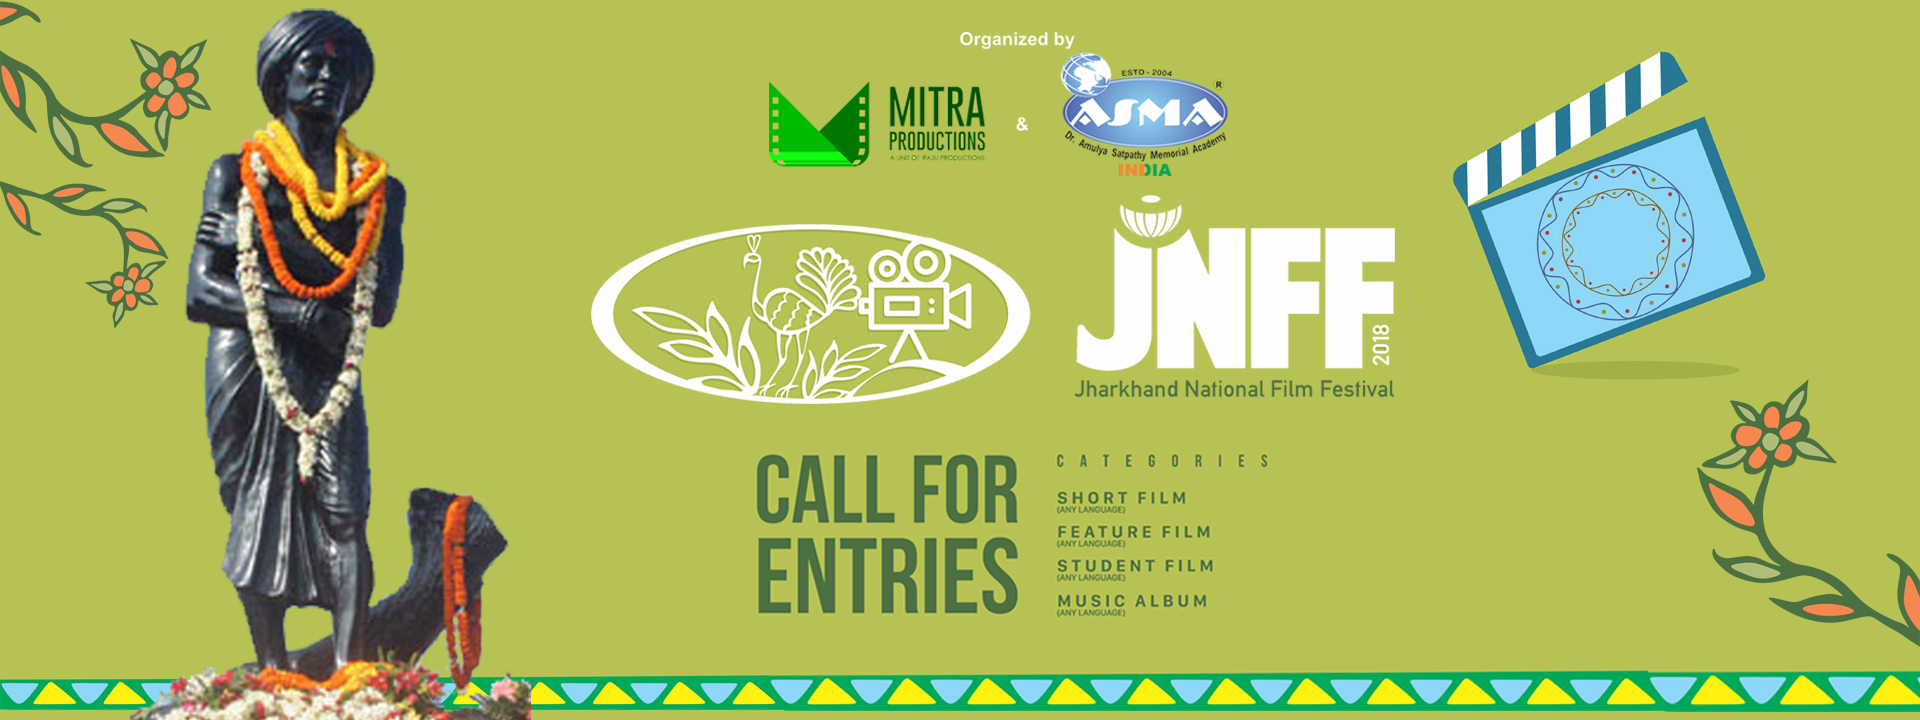 Organized by
MITRA
PRODUCTIONS
A UNIT OF RAJU PRODUCTIONS
&
ESTD - 2004
®
ASMA
Dr. Amulya Satpathy Memorial Academy
INDIA
JNFF
2018
Jharkhand National Film Festival
CALL FOR
ENTRIES
CATEGORIES
SHORT FILM
(ANY LANGUAGE)
FEATURE FILM
(ANY LANGUAGE)
STUDENT FILM
(ANY LANGUAGE)
MUSIC ALBUM
(ANY LANGUAGE)